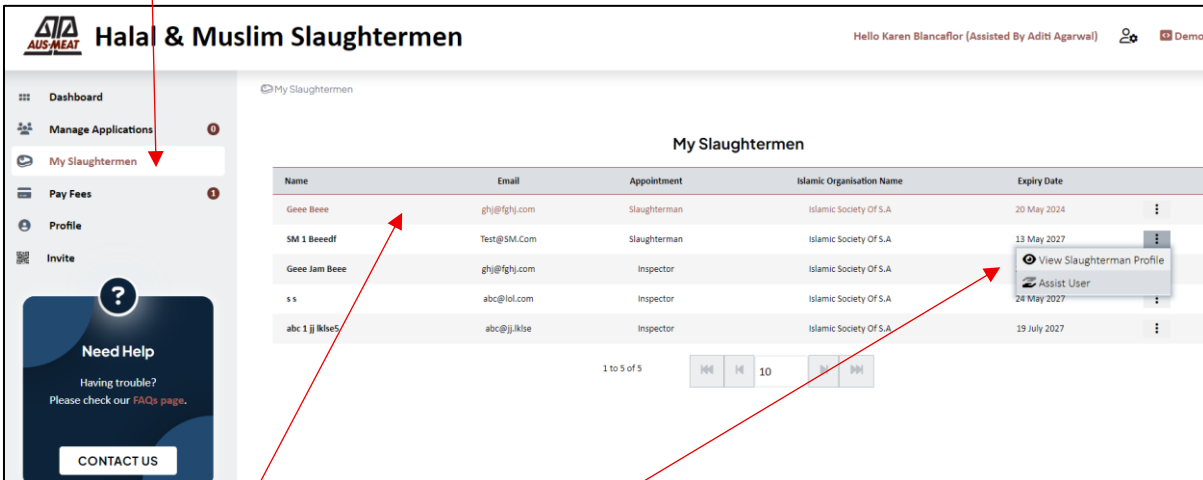 AUS-MEAT
Halal & Muslim Slaughtermen
Hello Karen Blancaflor (Assisted By Aditi Agarwal)
Demo
Dashboard
Manage Applications 0
My Slaughtermen
Pay Fees 1
Profile
Invite
?
Need Help
Having trouble?
Please check our FAQs page.
CONTACT US
My Slaughtermen
My Slaughtermen
Name Email Appointment Islamic Organisation Name Expiry Date
Geee Beee ghj@fghj.com Slaughterman Islamic Society Of S.A 20 May 2024
SM 1 Beeedf Test@SM.Com Slaughterman Islamic Society Of S.A 13 May 2027
View Slaughterman Profile
Assist User
Geee Jam Beee ghj@fghj.com Inspector Islamic Society Of S.A
s s abc@lol.com Inspector Islamic Society Of S.A 24 May 2027
abc 1 jj lklse5 abc@jj.lklse Inspector Islamic Society Of S.A 19 July 2027
1 to 5 of 5 10